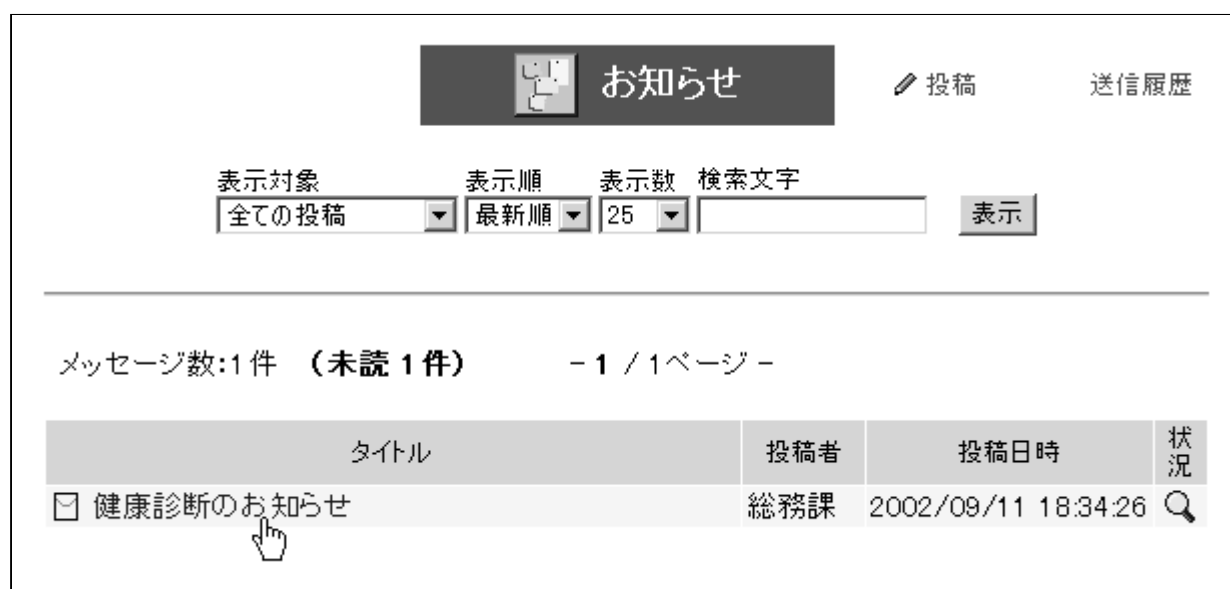 お知らせ 投稿 送信履歴
表示対象 表示順 表示数 検索文字
全ての投稿 最新順 25 表示
メッセージ数:1件 （未読 1件） - 1 / 1ページ -
タイトル 投稿者 投稿日時 状況
健康診断のお知らせ 総務課 2002/09/11 18:34:26